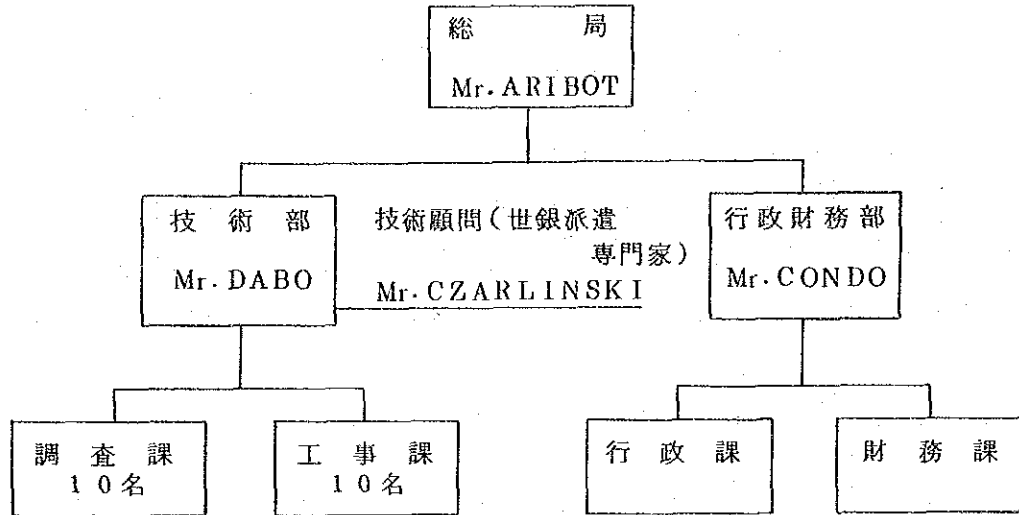 総 局
Mr. ARIBOT
技 術 部
Mr. DABO
技術顧問(世銀派遣
専門家)
Mr. CZARLINSKI
行政財務部
Mr. CONDO
調 査 課
10名
工 事 課
10名
行 政 課
財 務 課